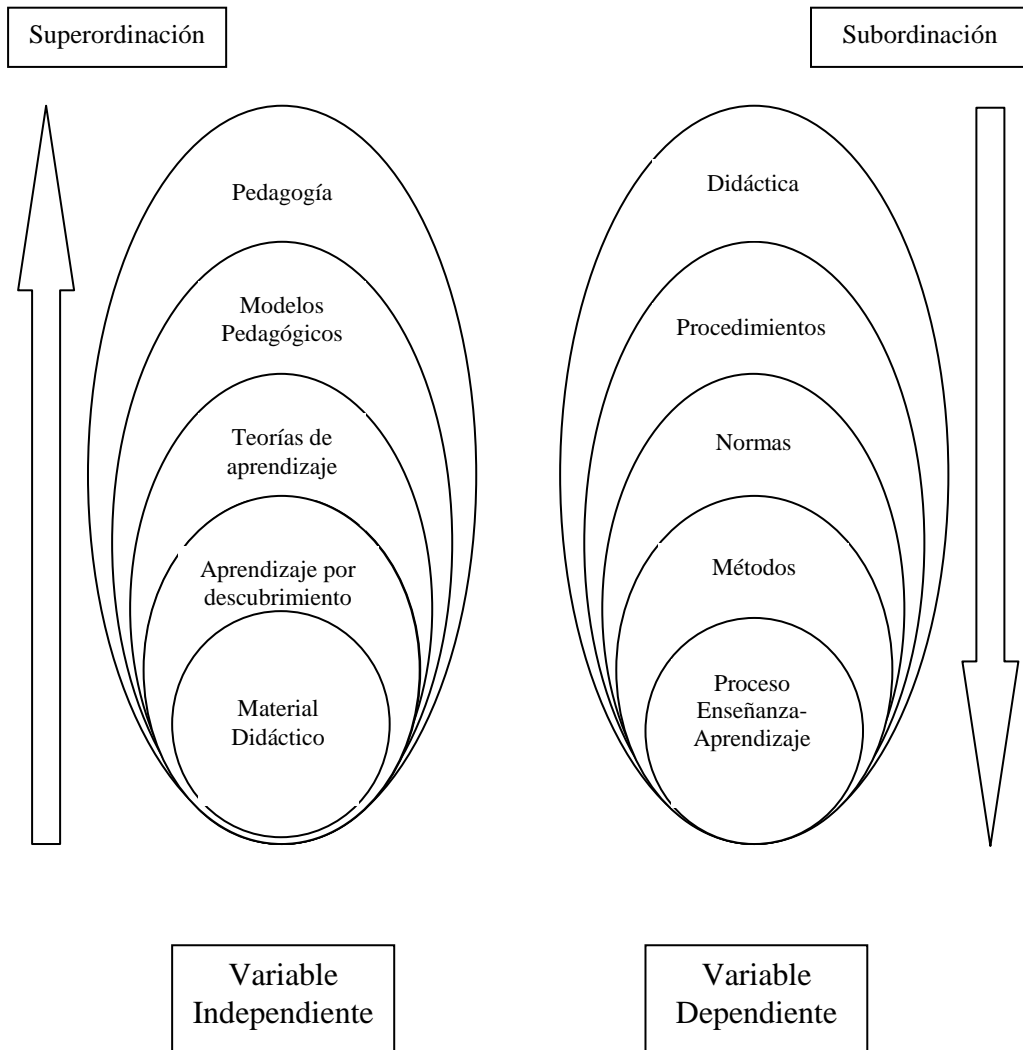 Superordinación
Subordinación
Pedagogía
Modelos
Pedagógicos
Teorías de
aprendizaje
Aprendizaje por
descubrimiento
Material
Didáctico
Didáctica
Procedimientos
Normas
Métodos
Proceso
Enseñanza-
Aprendizaje
Variable
Independiente
Variable
Dependiente